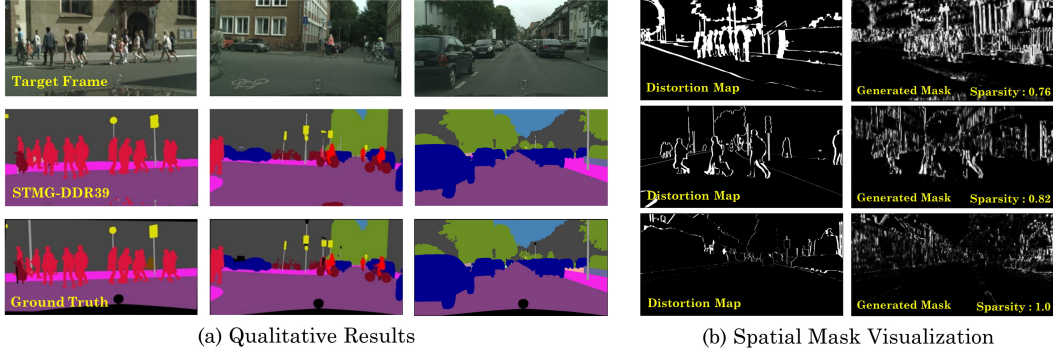 Target Frame
STMG-DDR39
Ground Truth
(a) Qualitative Results
Distortion Map
Generated Mask
Sparsity : 0.76
Distortion Map
Generated Mask
Sparsity : 0.82
Distortion Map
Generated Mask
Sparsity : 1.0
(b) Spatial Mask Visualization